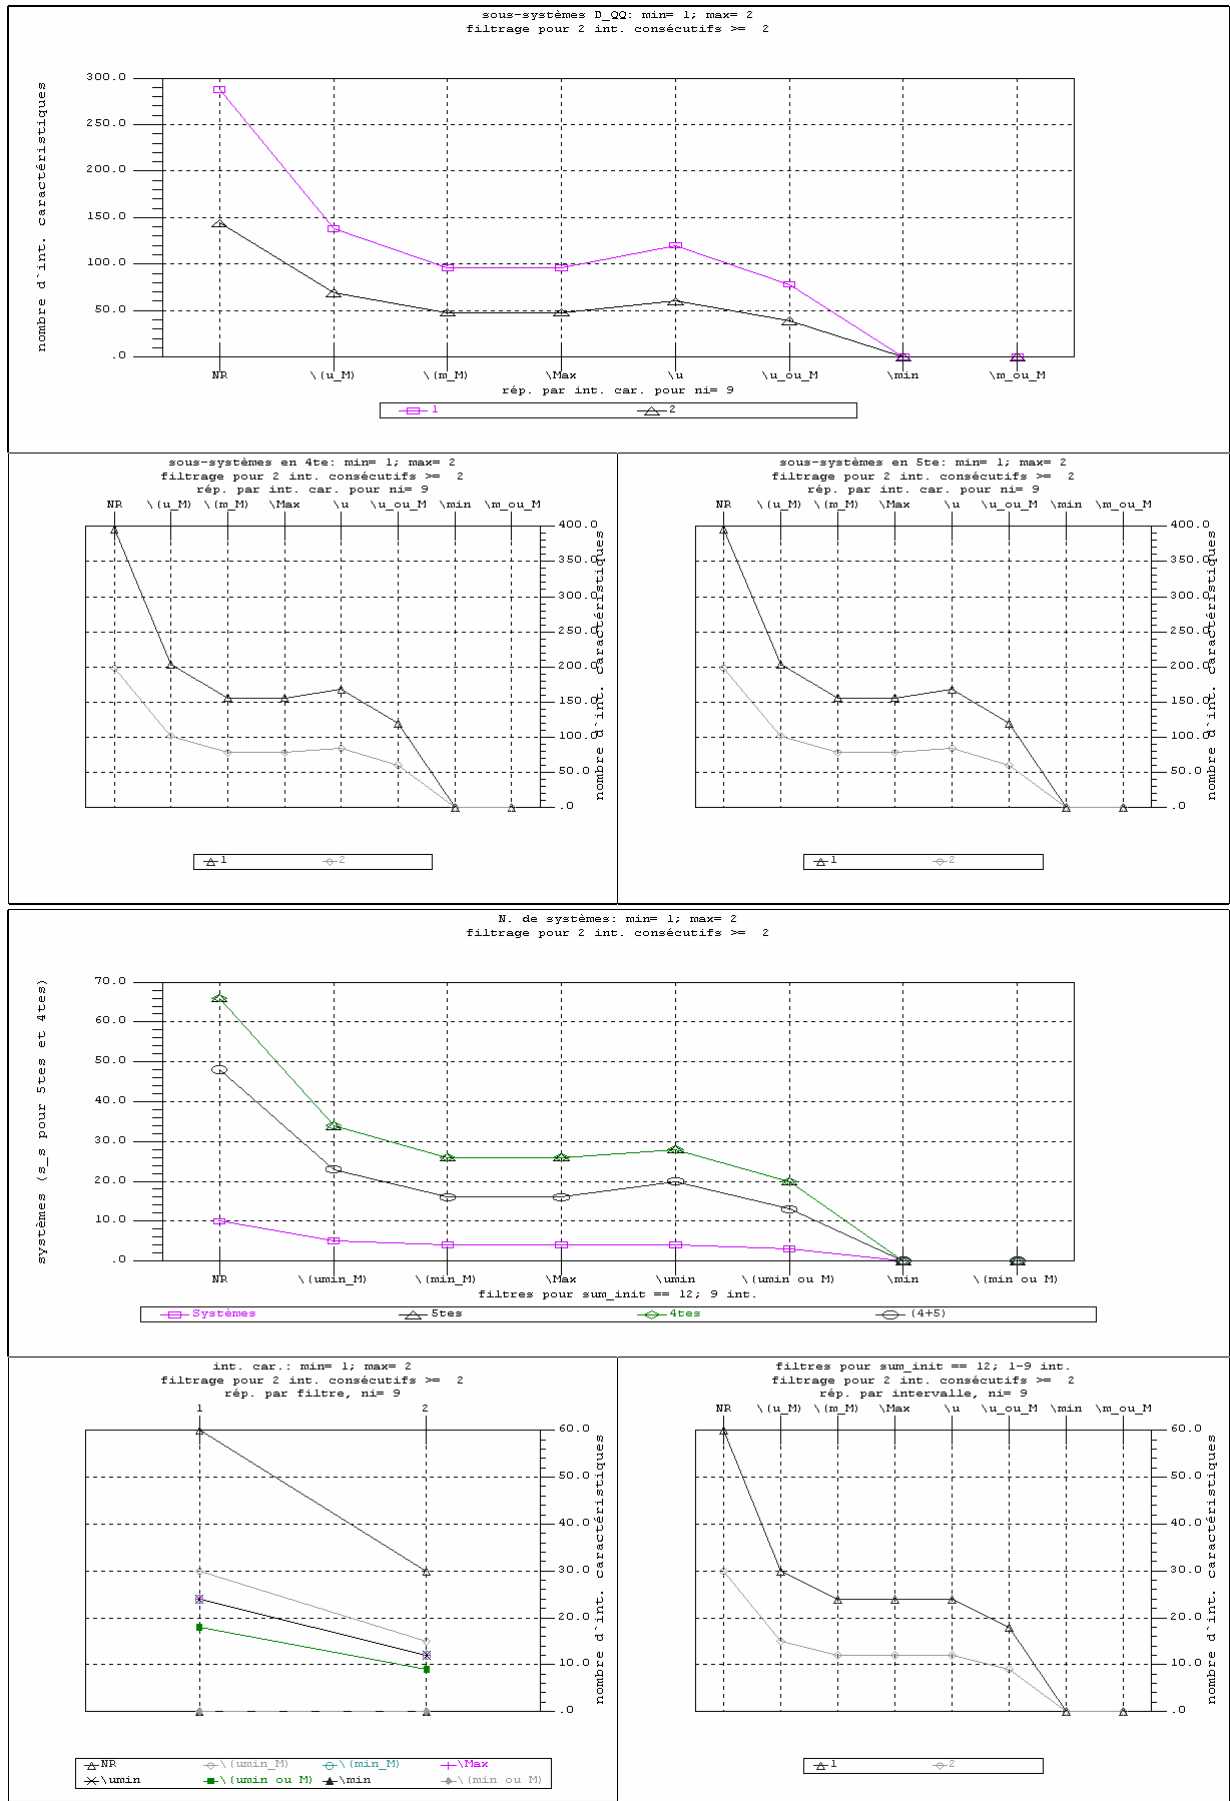 sous-systèmes D_QQ: min= 1; max= 2
filtrage pour 2 int. consécutifs >=  2
nombre d`int. caractéristiques
300.0
250.0
200.0
150.0
100.0
50.0
.0
NR \(u_M) \(m_M) \Max \u \u_ou_M \min \m_ou_M
rép. par int. car. pour ni= 9
1 2
sous-systèmes en 4te: min= 1; max= 2
filtrage pour 2 int. consécutifs >=  2
rép. par int. car. pour ni= 9
NR \(u_M) \(m_M) \Max \u \u_ou_M \min \m_ou_M
400.0
350.0
300.0
250.0
200.0
150.0
100.0
50.0
.0
nombre d`int. caractéristiques
1 2
sous-systèmes en 5te: min= 1; max= 2
filtrage pour 2 int. consécutifs >=  2
rép. par int. car. pour ni= 9
NR \(u_M) \(m_M) \Max \u \u_ou_M \min \m_ou_M
400.0
350.0
300.0
250.0
200.0
150.0
100.0
50.0
.0
nombre d`int. caractéristiques
1 2
N. de systèmes: min= 1; max= 2
filtrage pour 2 int. consécutifs >=  2
systèmes (s_s pour 5tes et 4tes)
70.0
60.0
50.0
40.0
30.0
20.0
10.0
.0
NR \(umin_M) \(min_M) \Max \umin \(umin ou M) \min \(min ou M)
filtres pour sum_init == 12; 9 int.
Systèmes 5tes 4tes (4+5)
int. car.: min= 1; max= 2
filtrage pour 2 int. consécutifs >=  2
rép. par filtre, ni= 9
1 2
60.0
50.0
40.0
30.0
20.0
10.0
.0
nombre d`int. caractéristiques
NR \(umin_M) \(min_M) \Max
\umin \(umin ou M) \min \(min ou M)
filtres pour sum_init == 12; 1-9 int.
filtrage pour 2 int. consécutifs >=  2
rép. par intervalle, ni= 9
NR \(u_M) \(m_M) \Max \u \u_ou_M \min \m_ou_M
60.0
50.0
40.0
30.0
20.0
10.0
.0
nombre d`int. caractéristiques
1 2